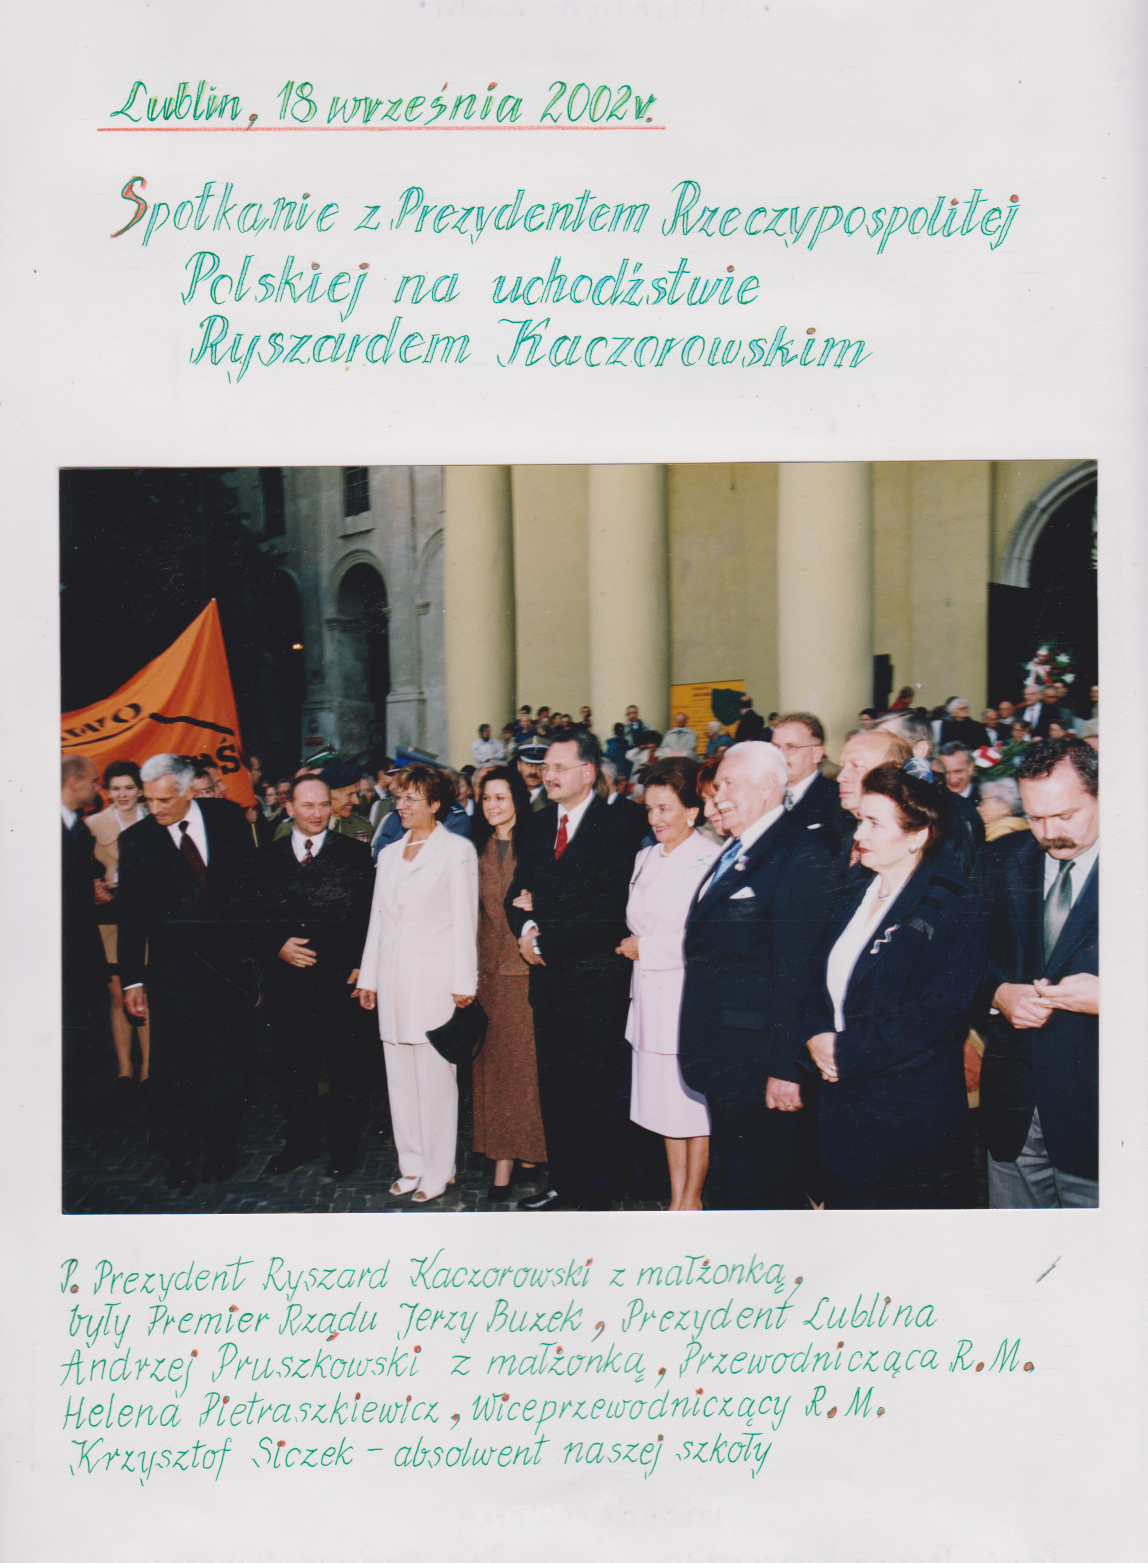 Lublin, 18 września 2002r.
Spotkanie z Prezydentem Rzeczypospolitej
Polskiej na uchodźstwie
Ryszardem Kaczorowskim
P. Prezydent Ryszard Kaczorowski z małżonką,
były Premier Rządu Jerzy Buzek, Prezydent Lublina
Andrzej Pruszkowski z małżonką, Przewodnicząca R.M.
Helena Pietraszkiewicz, Wiceprzewodniczący R.M.
Krzysztof Siczek – absolwent naszej szkoły